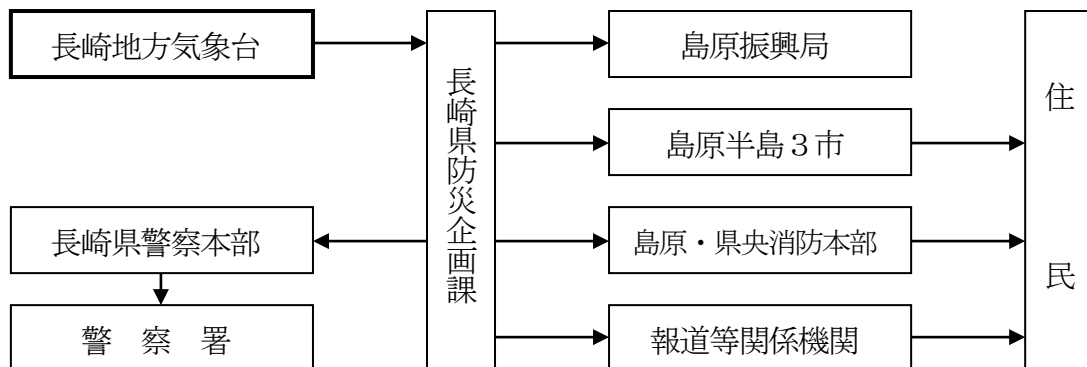 長崎地方気象台
長崎県防災企画課
島原振興局
島原半島３市
島原・県央消防本部
報道等関係機関
住民
長崎県警察本部
警察署